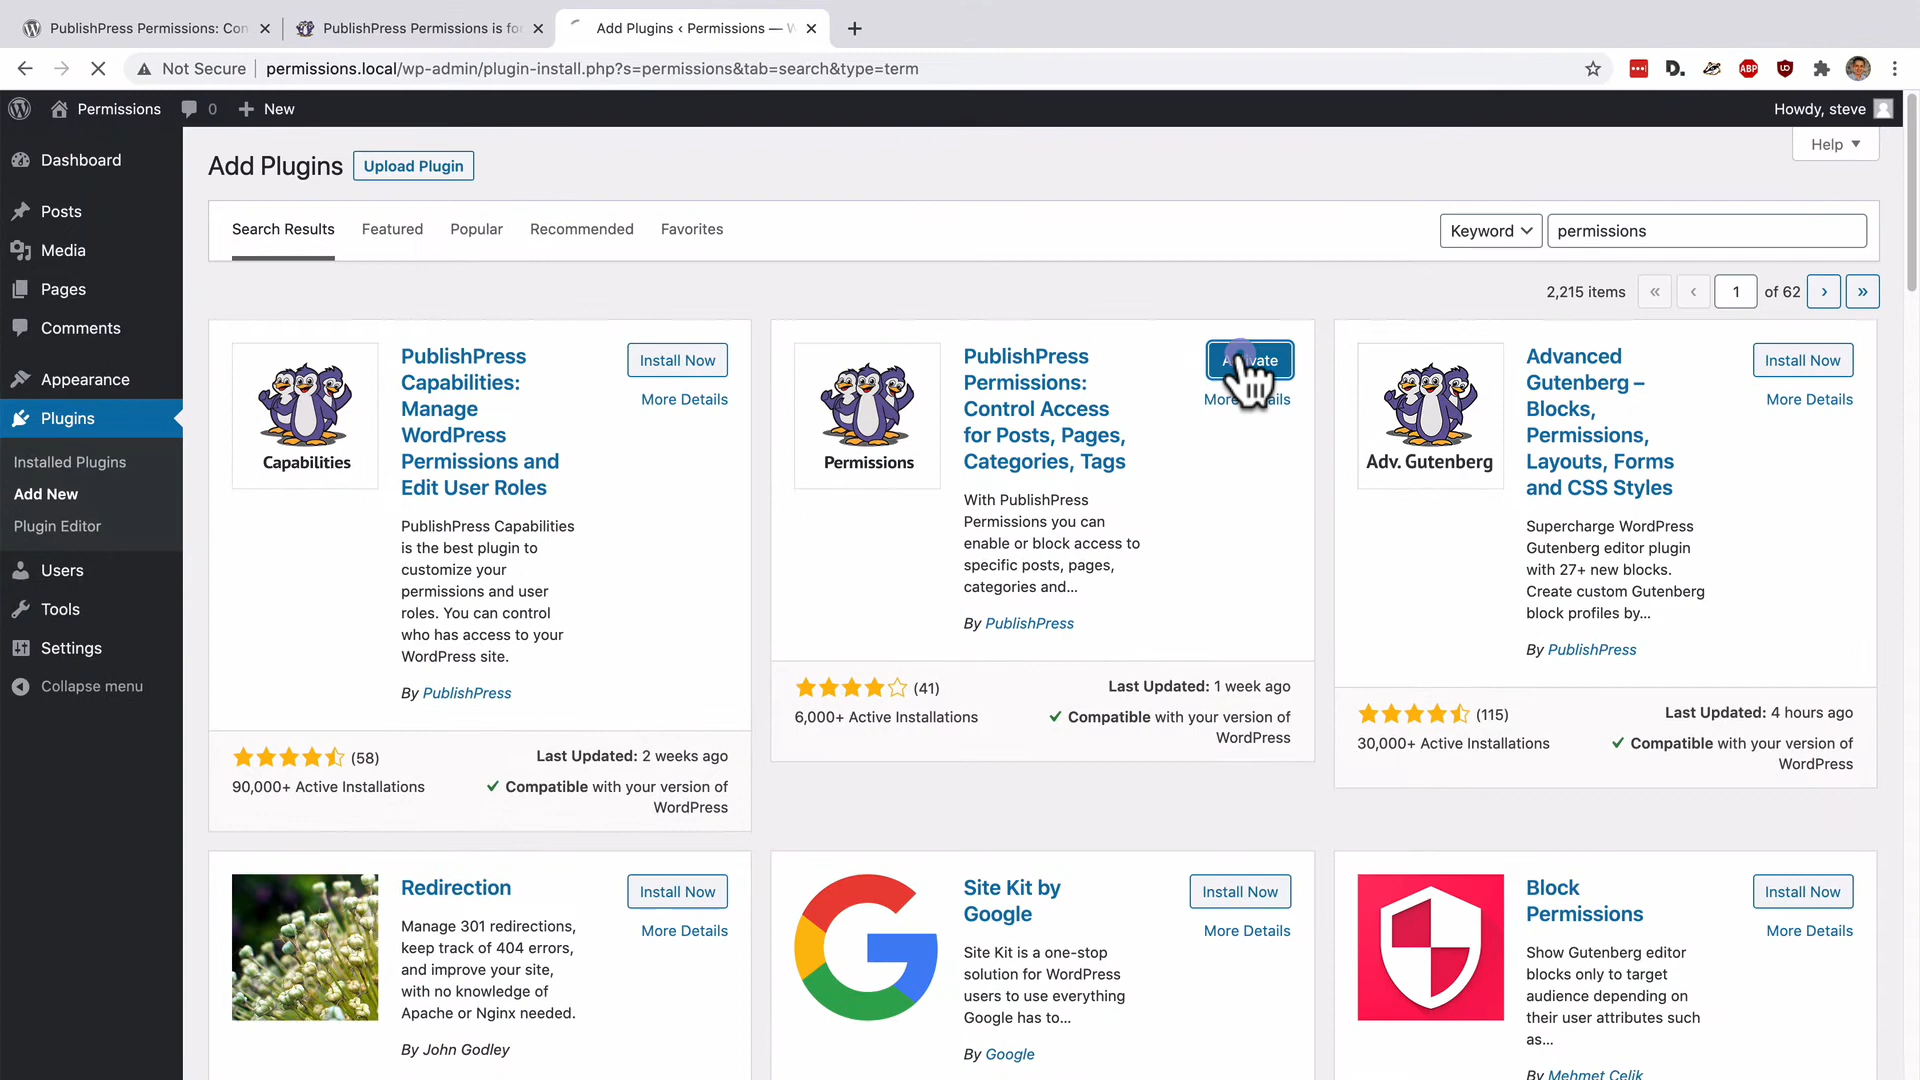 PublishPress Permissions: Con
PublishPress Permissions is fo
Add Plugins ‹ Permissions — W
Not Secure
permissions.local/wp-admin/plugin-install.php?s=permissions&tab=search&type=term
ABP
Permissions
0
New
Howdy, steve
Dashboard
Posts
Media
Pages
Comments
Appearance
Plugins
Installed Plugins
Add New
Plugin Editor
Users
Tools
Settings
Collapse menu
Help
Add Plugins
Upload Plugin
Search Results
Featured
Popular
Recommended
Favorites
Keyword
permissions
2,215 items
«
‹
1
of 62
›
»
Capabilities
PublishPress
Capabilities:
Manage
WordPress
Permissions and
Edit User Roles
Install Now
More Details
PublishPress Capabilities
is the best plugin to
customize your
permissions and user
roles. You can control
who has access to your
WordPress site.
By PublishPress
(58)
90,000+ Active Installations
Last Updated: 2 weeks ago
Compatible with your version of
WordPress
Permissions
PublishPress
Permissions:
Control Access
for Posts, Pages,
Categories, Tags
Activate
More Details
With PublishPress
Permissions you can
enable or block access to
specific posts, pages,
categories and...
By PublishPress
(41)
6,000+ Active Installations
Last Updated: 1 week ago
Compatible with your version of
WordPress
Adv. Gutenberg
Advanced
Gutenberg –
Blocks,
Permissions,
Layouts, Forms
and CSS Styles
Install Now
More Details
Supercharge WordPress
Gutenberg editor plugin
with 27+ new blocks.
Create custom Gutenberg
block profiles by...
By PublishPress
(115)
30,000+ Active Installations
Last Updated: 4 hours ago
Compatible with your version of
WordPress
Redirection
Install Now
More Details
Manage 301 redirections,
keep track of 404 errors,
and improve your site,
with no knowledge of
Apache or Nginx needed.
By John Godley
Site Kit by
Google
Install Now
More Details
Site Kit is a one-stop
solution for WordPress
users to use everything
Google has to...
By Google
Block
Permissions
Install Now
More Details
Show Gutenberg editor
blocks only to target
audience depending on
their user attributes such
as...
By Mehmet Celik